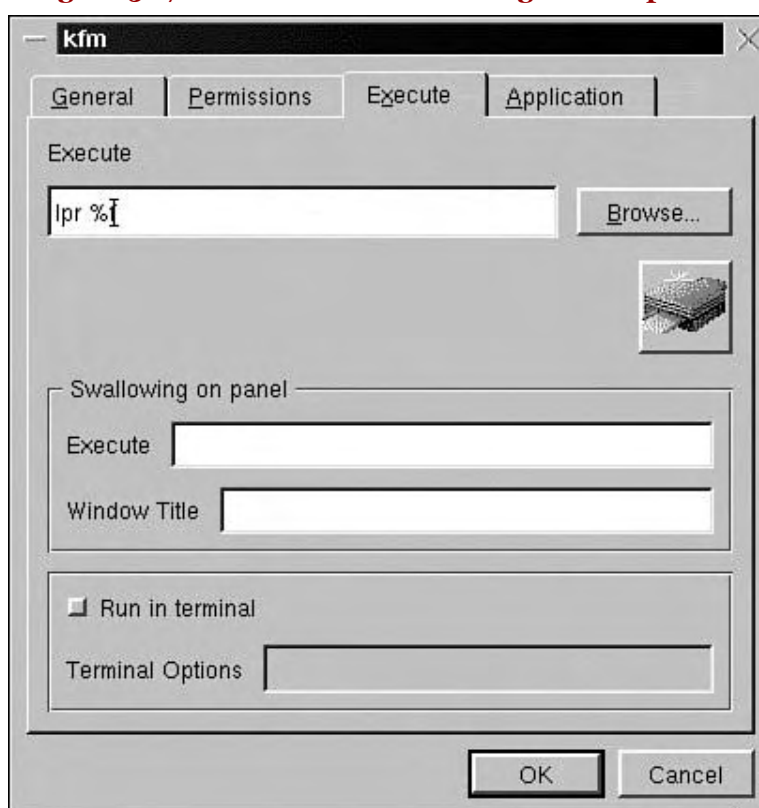 kfm
General Permissions Execute Application
Execute
lpr %f
Browse...
Swallowing on panel
Execute
Window Title
Run in terminal
Terminal Options
OK Cancel